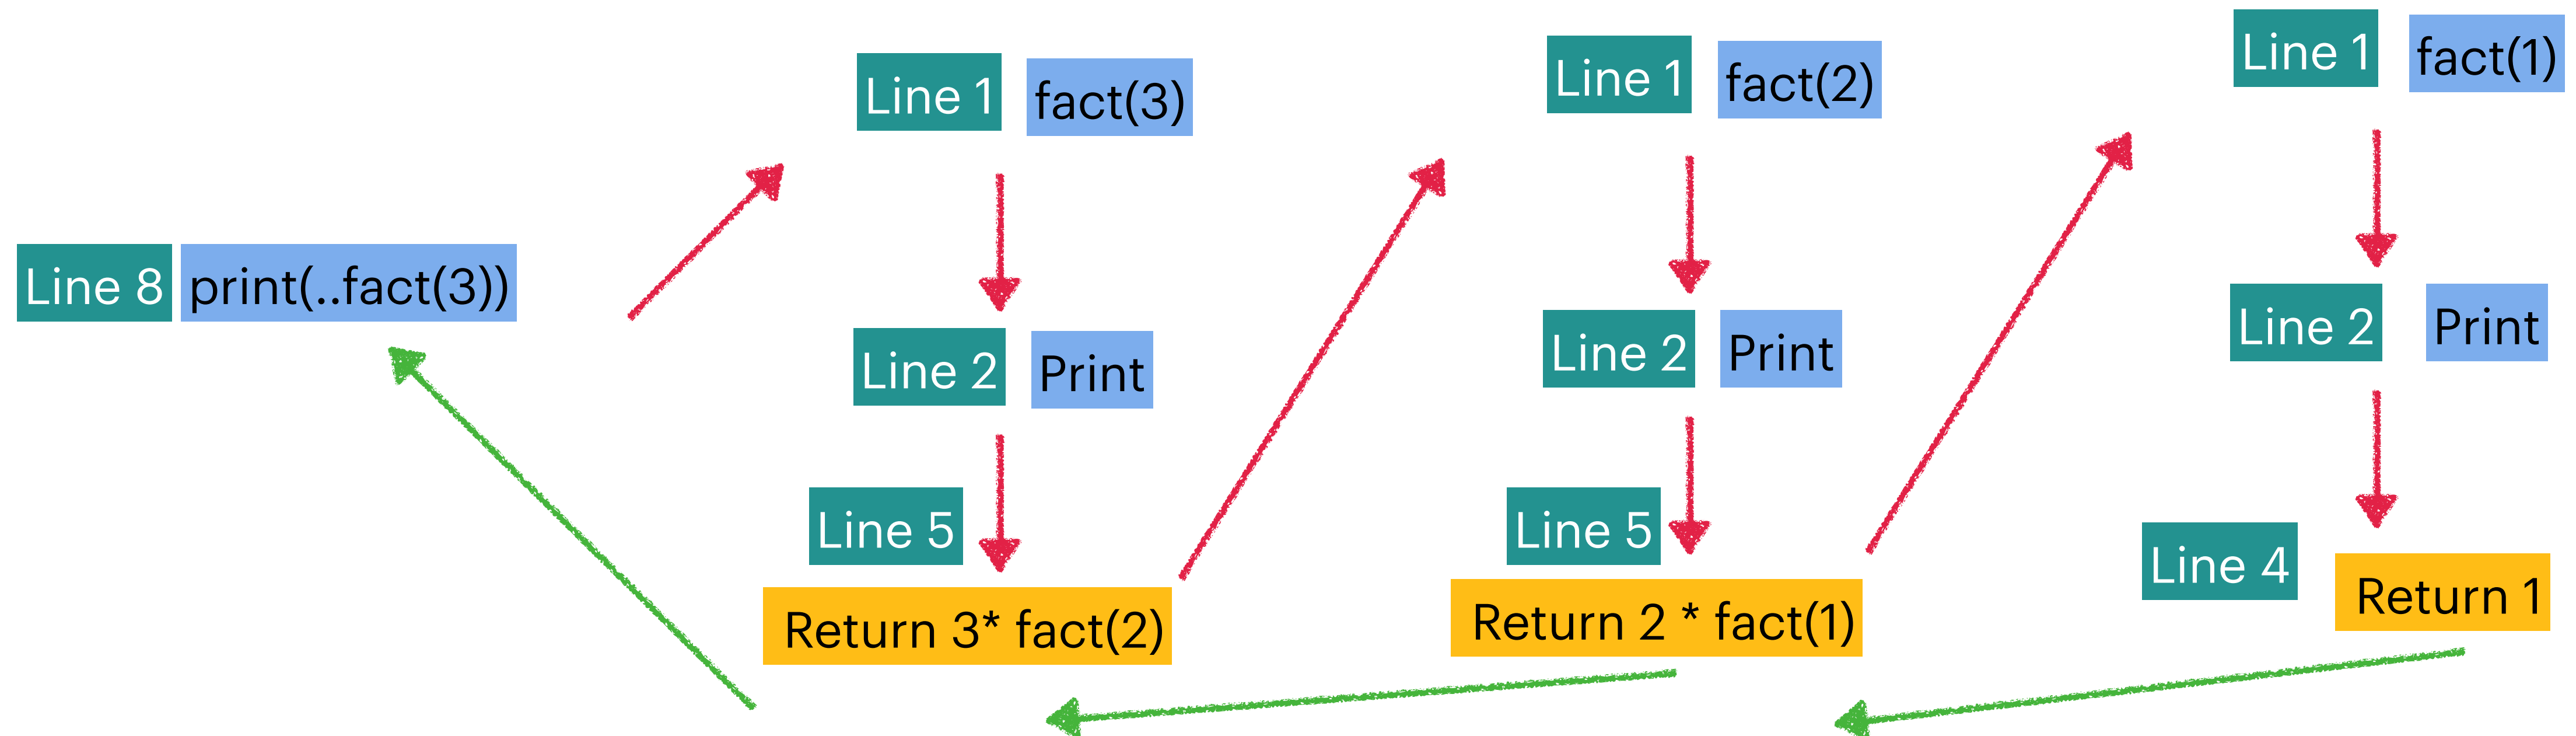 Line 8 print(..fact(3))
Line 1 fact(3)
Line 2 Print
Line 5
Return 3* fact(2)
Line 1 fact(2)
Line 2 Print
Line 5
Return 2 * fact(1)
Line 1 fact(1)
Line 2 Print
Line 4
Return 1